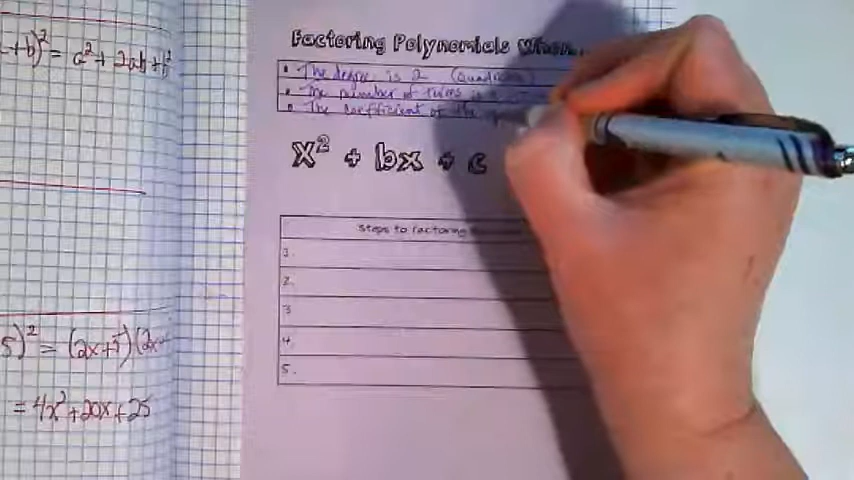 +b)² = a² + 2ab + b²
5)² = (2x+5)(2x+
= 4x² + 20x + 25
Factoring Polynomials When
• The degree is 2 (Quadratic)
• The number of terms is
• The coefficient of the
x² + bx + c
Steps to factoring
1.
2.
3
4.
5.